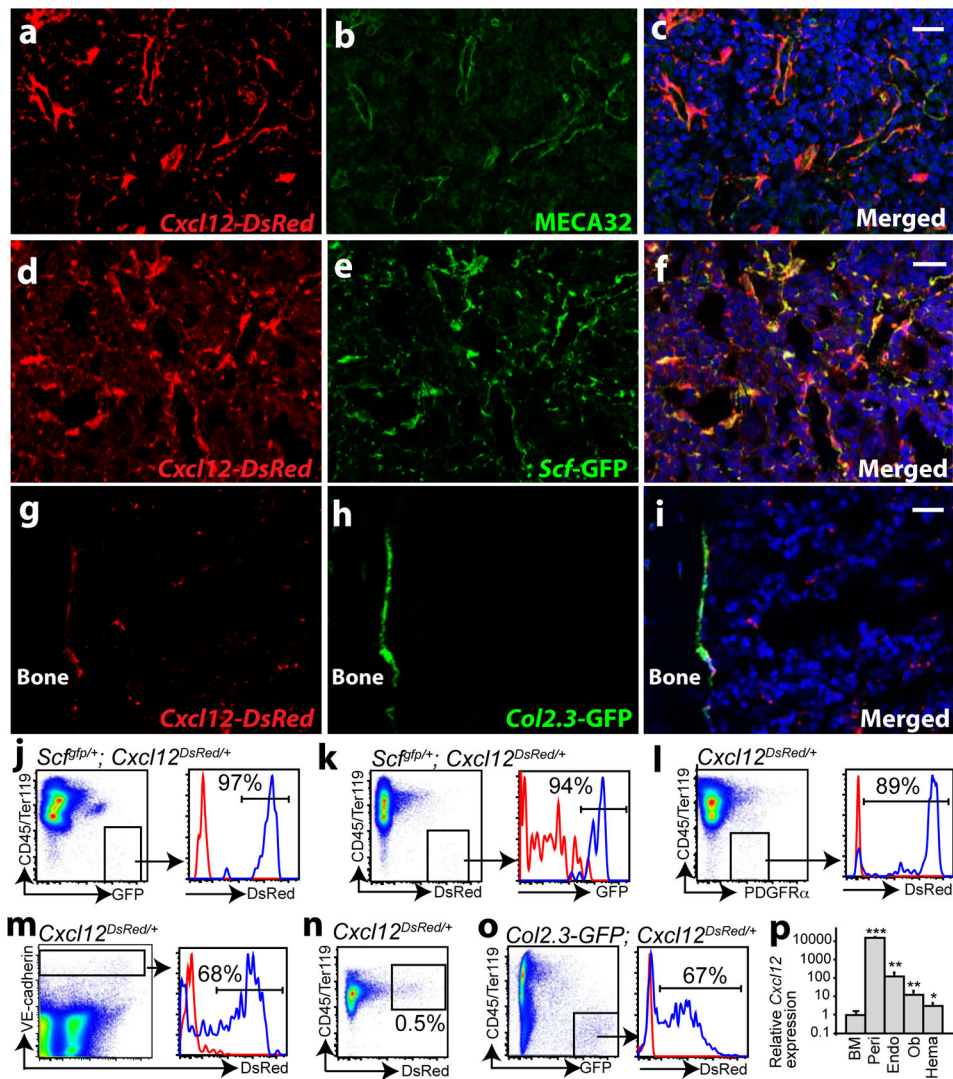 a
b
c
Cxcl12-DsRed
MECA32
Merged
d
e
f
Cxcl12-DsRed
Scf-GFP
Merged
g
h
i
Bone
Bone
Bone
Cxcl12-DsRed
Col2.3-GFP
Merged
j Scfgfp/+; Cxcl12DsRed/+
CD45/Ter119
GFP
97%
DsRed
k Scfgfp/+; Cxcl12DsRed/+
CD45/Ter119
DsRed
94%
GFP
l Cxcl12DsRed/+
CD45/Ter119
PDGFRα
89%
DsRed
m Cxcl12DsRed/+
VE-cadherin
DsRed
68%
DsRed
n Cxcl12DsRed/+
CD45/Ter119
0.5%
DsRed
o Col2.3-GFP; Cxcl12DsRed/+
CD45/Ter119
GFP
67%
DsRed
p
Relative Cxcl12
expression
10000
1000
100
10
1
0.1
***
**
**
*
BM
Peri
Endo
Ob
Hema